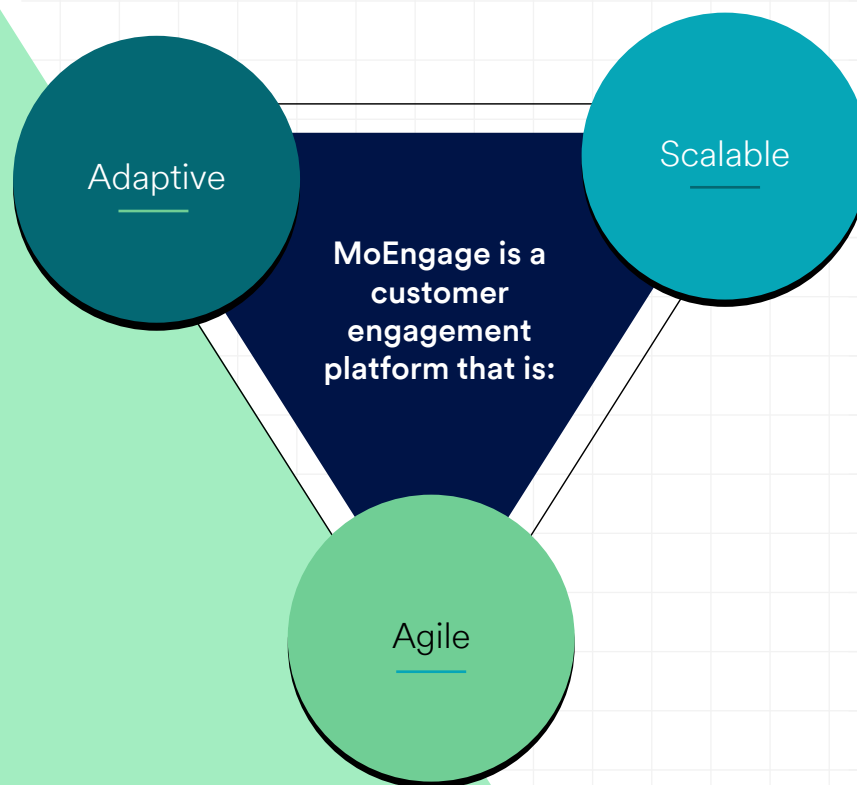 Adaptive
Scalable
MoEngage is a
customer
engagement
platform that is:
Agile